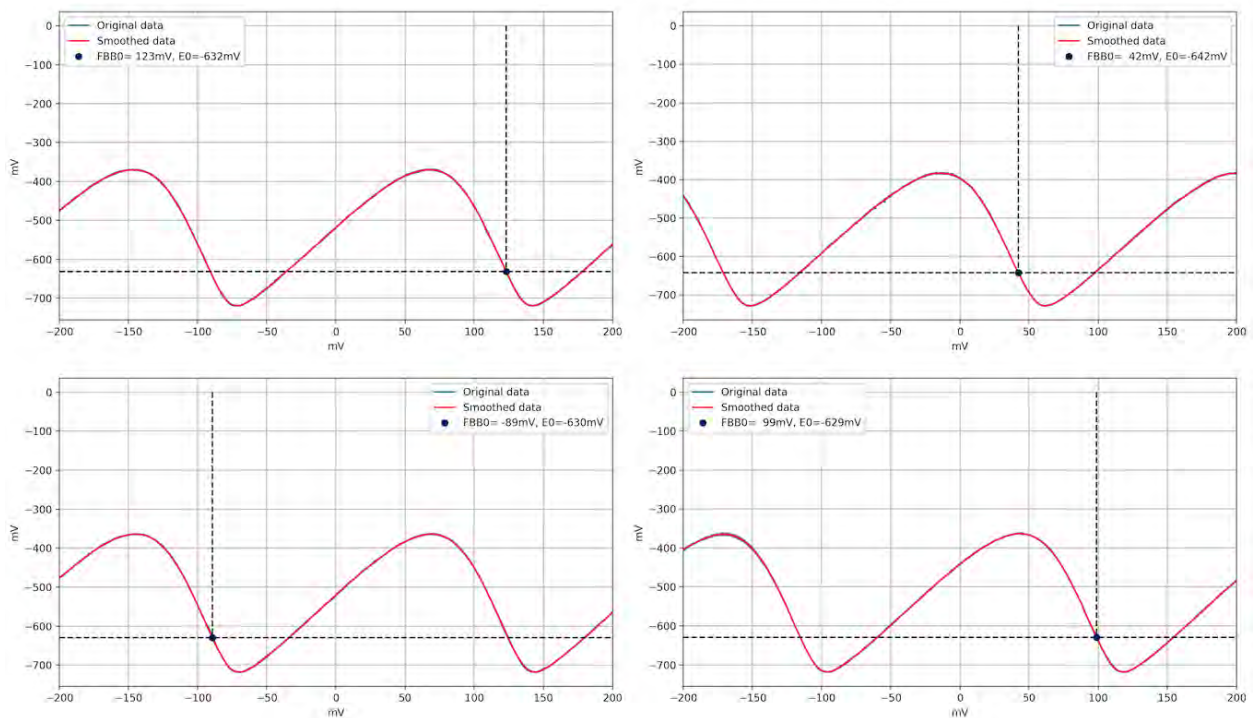 Original data
Smoothed data
FBB0= 123mV, E0=-632mV
0
−100
−200
−300
−400
−500
−600
−700
mV
−200 −150 −100 −50 0 50 100 150 200
mV
Original data
Smoothed data
FBB0=  42mV, E0=-642mV
0
−100
−200
−300
−400
−500
−600
−700
mV
−200 −150 −100 −50 0 50 100 150 200
mV
Original data
Smoothed data
FBB0= -89mV, E0=-630mV
0
−100
−200
−300
−400
−500
−600
−700
mV
−200 −150 −100 −50 0 50 100 150 200
mV
Original data
Smoothed data
FBB0=  99mV, E0=-629mV
0
−100
−200
−300
−400
−500
−600
−700
mV
−200 −150 −100 −50 0 50 100 150 200
mV